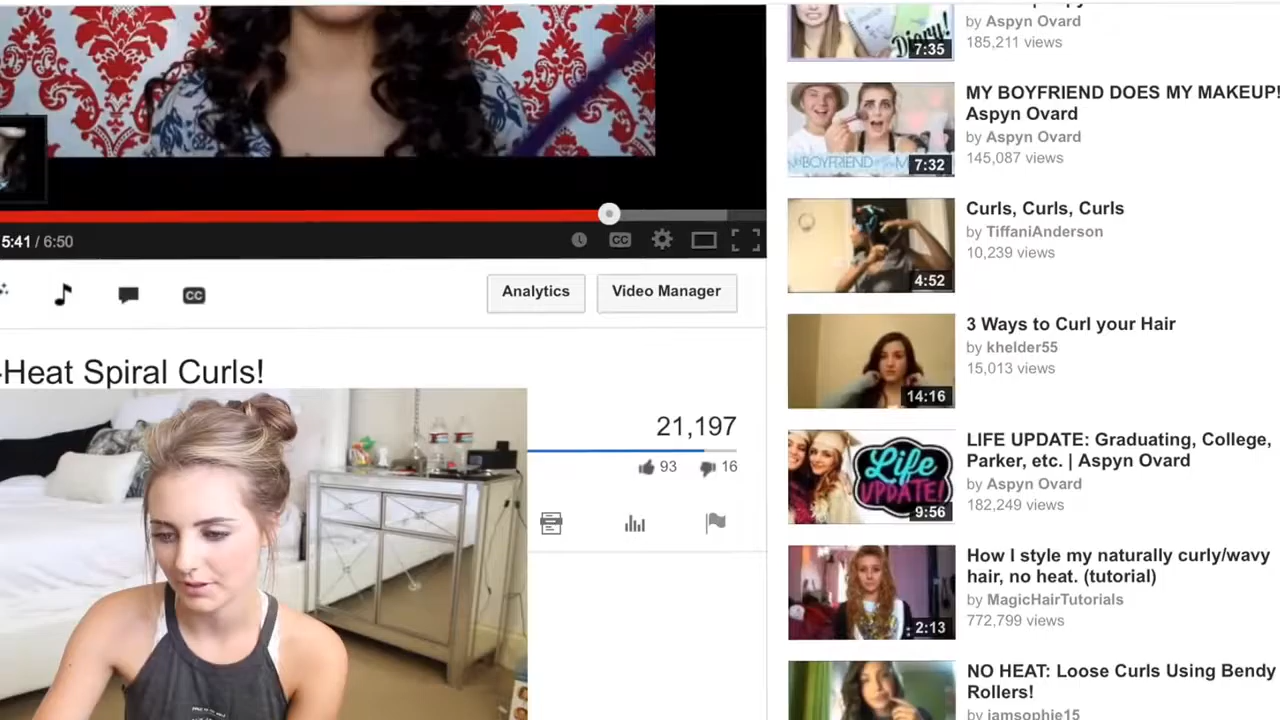 by Aspyn Ovard
185,211 views
Diary!
7:35
MY BOYFRIEND DOES MY MAKEUP!
Aspyn Ovard
by Aspyn Ovard
145,087 views
7:32
Curls, Curls, Curls
by TiffaniAnderson
10,239 views
4:52
5:41 / 6:50
CC
CC
Analytics
Video Manager
3 Ways to Curl your Hair
by khelder55
15,013 views
14:16
-Heat Spiral Curls!
21,197
93
16
LIFE UPDATE: Graduating, College,
Parker, etc. | Aspyn Ovard
by Aspyn Ovard
182,249 views
Life
UPDATE!
9:56
How I style my naturally curly/wavy
hair, no heat. (tutorial)
by MagicHairTutorials
772,799 views
2:13
NO HEAT: Loose Curls Using Bendy
Rollers!
by iamsophie15